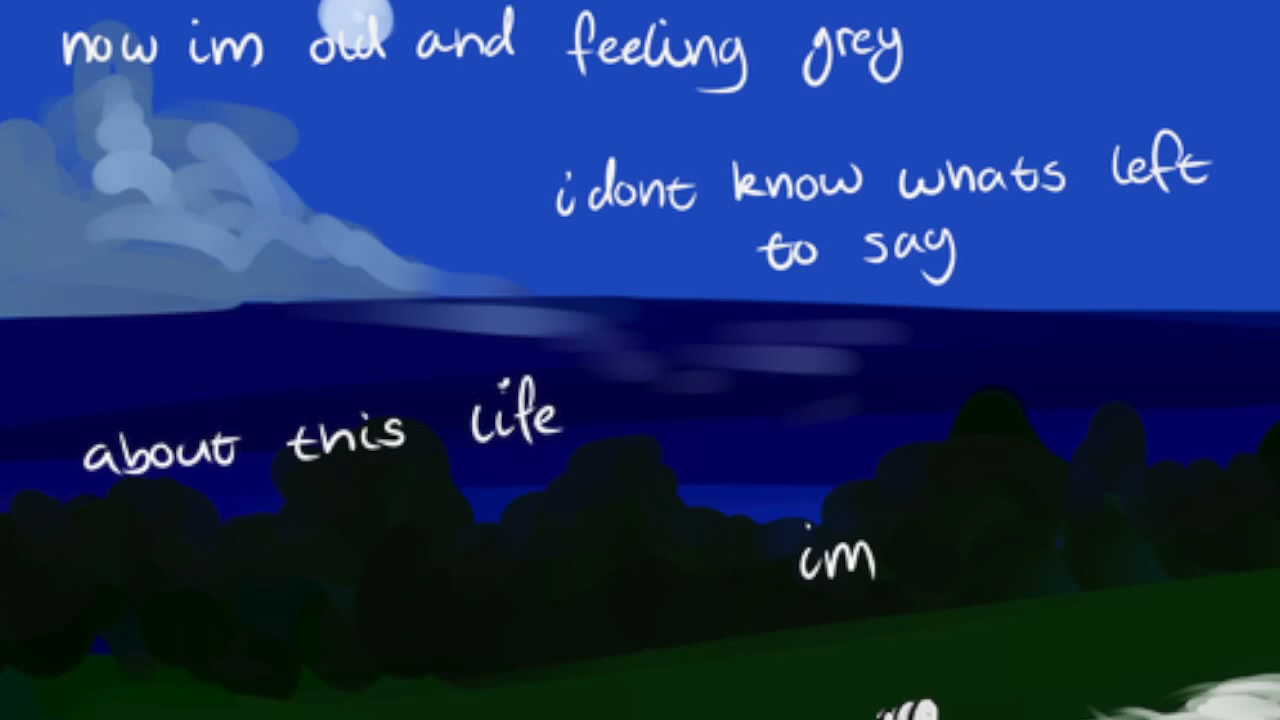 now im old and feeling grey
i dont know whats left
to say
about this life
im